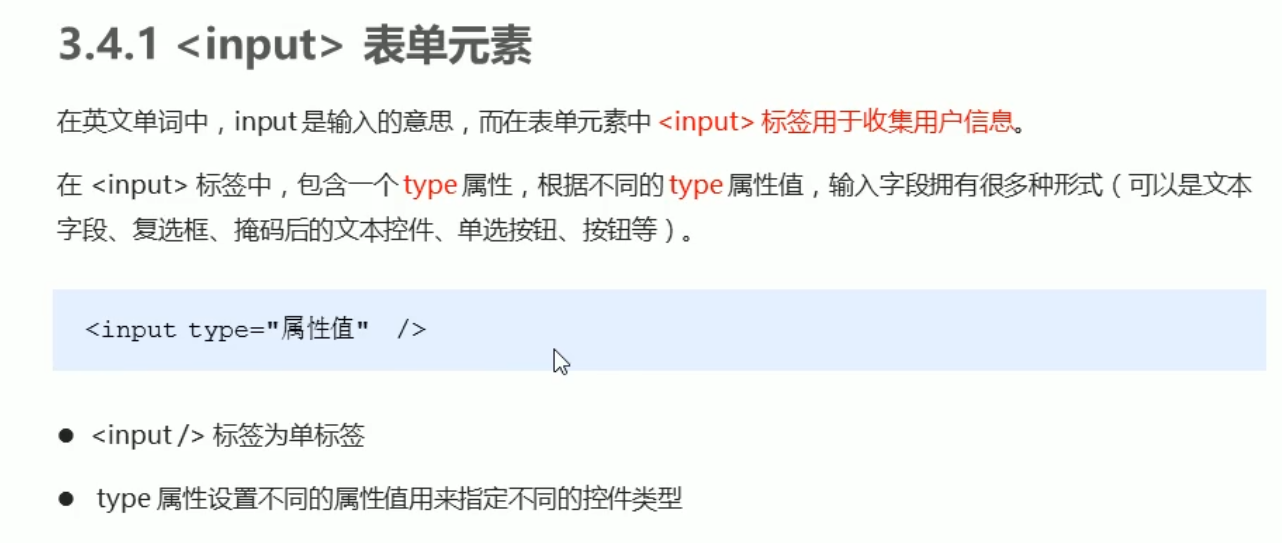 3.4.1 <input> 表单元素
在英文单词中，input 是输入的意思，而在表单元素中 <input> 标签用于收集用户信息。
在 <input> 标签中，包含一个 type 属性，根据不同的 type 属性值，输入字段拥有很多种形式（可以是文本
字段、复选框、掩码后的文本控件、单选按钮、按钮等）。
<input type="属性值" />
● <input /> 标签为单标签
● type 属性设置不同的属性值用来指定不同的控件类型